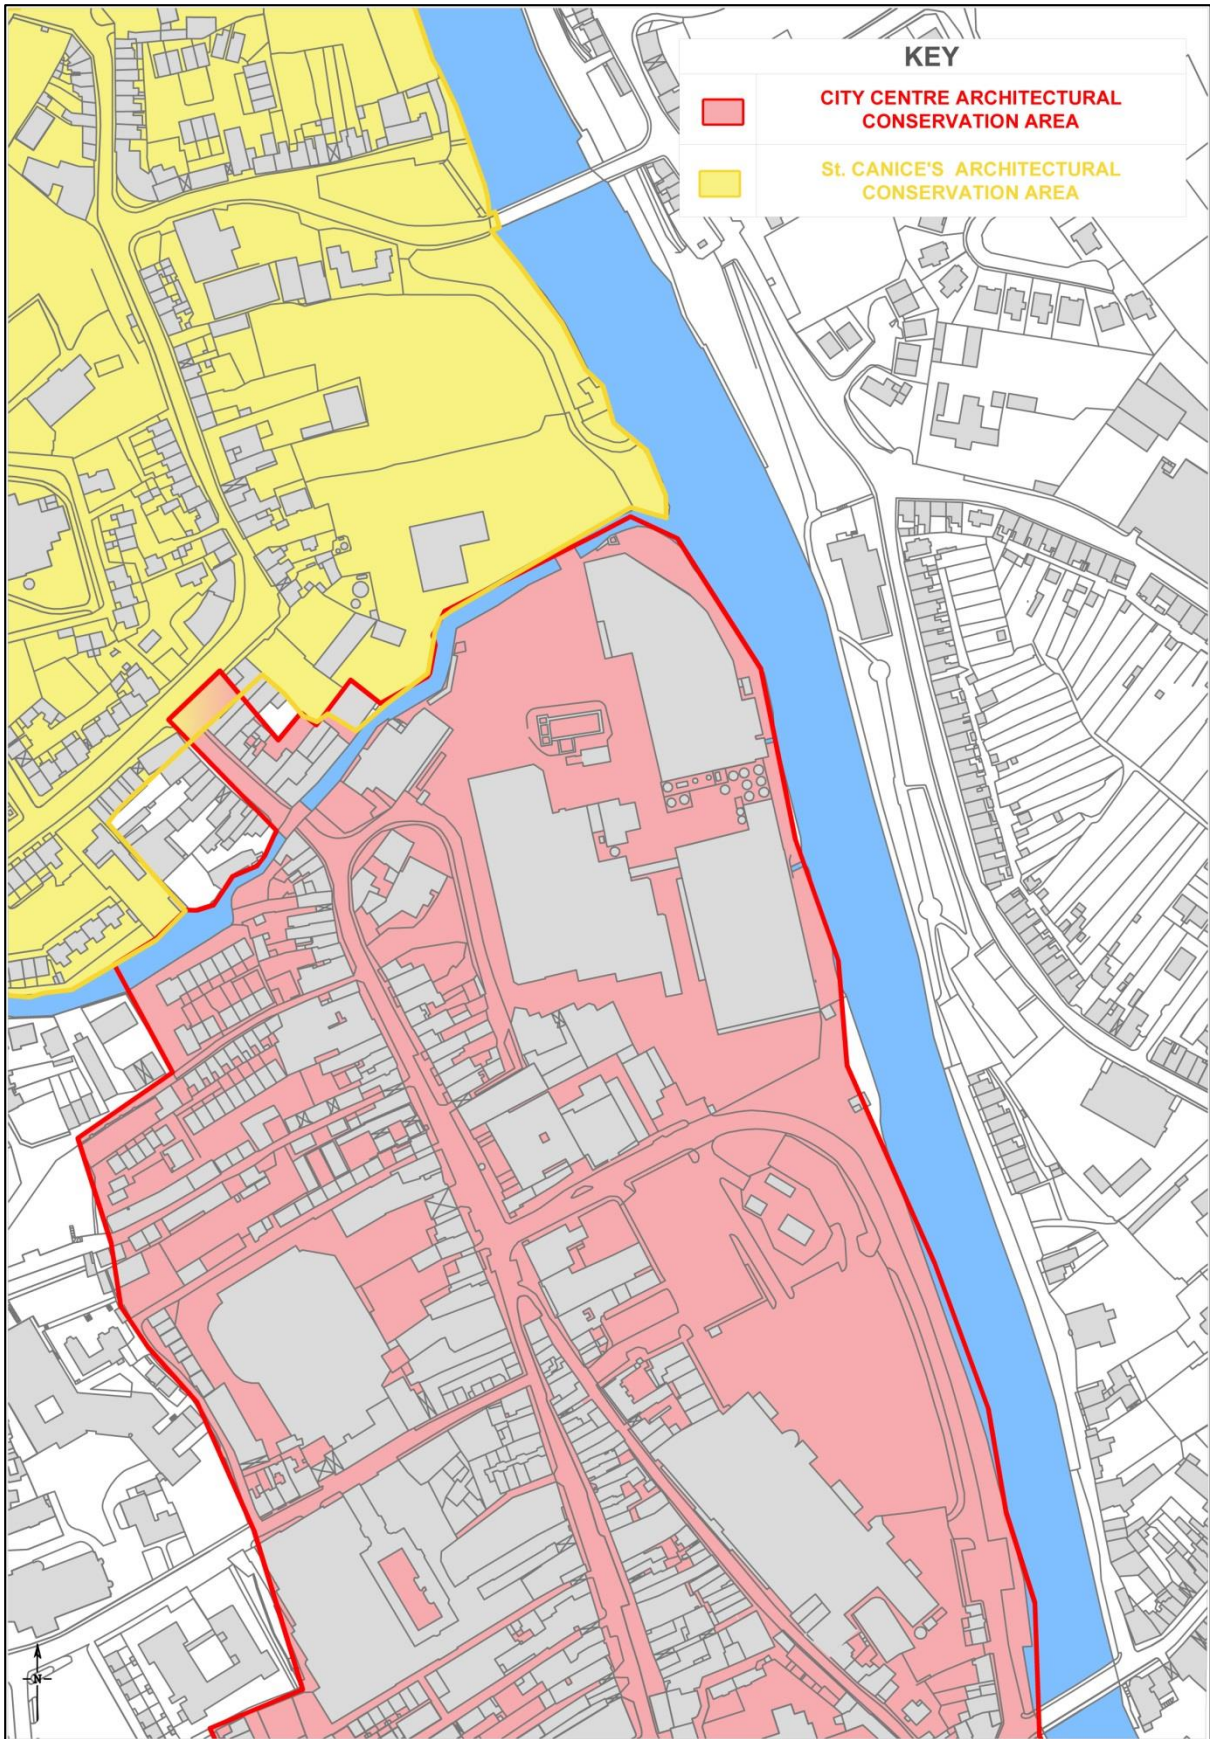 KEY
CITY CENTRE ARCHITECTURAL
CONSERVATION AREA
St. CANICE'S ARCHITECTURAL
CONSERVATION AREA
N